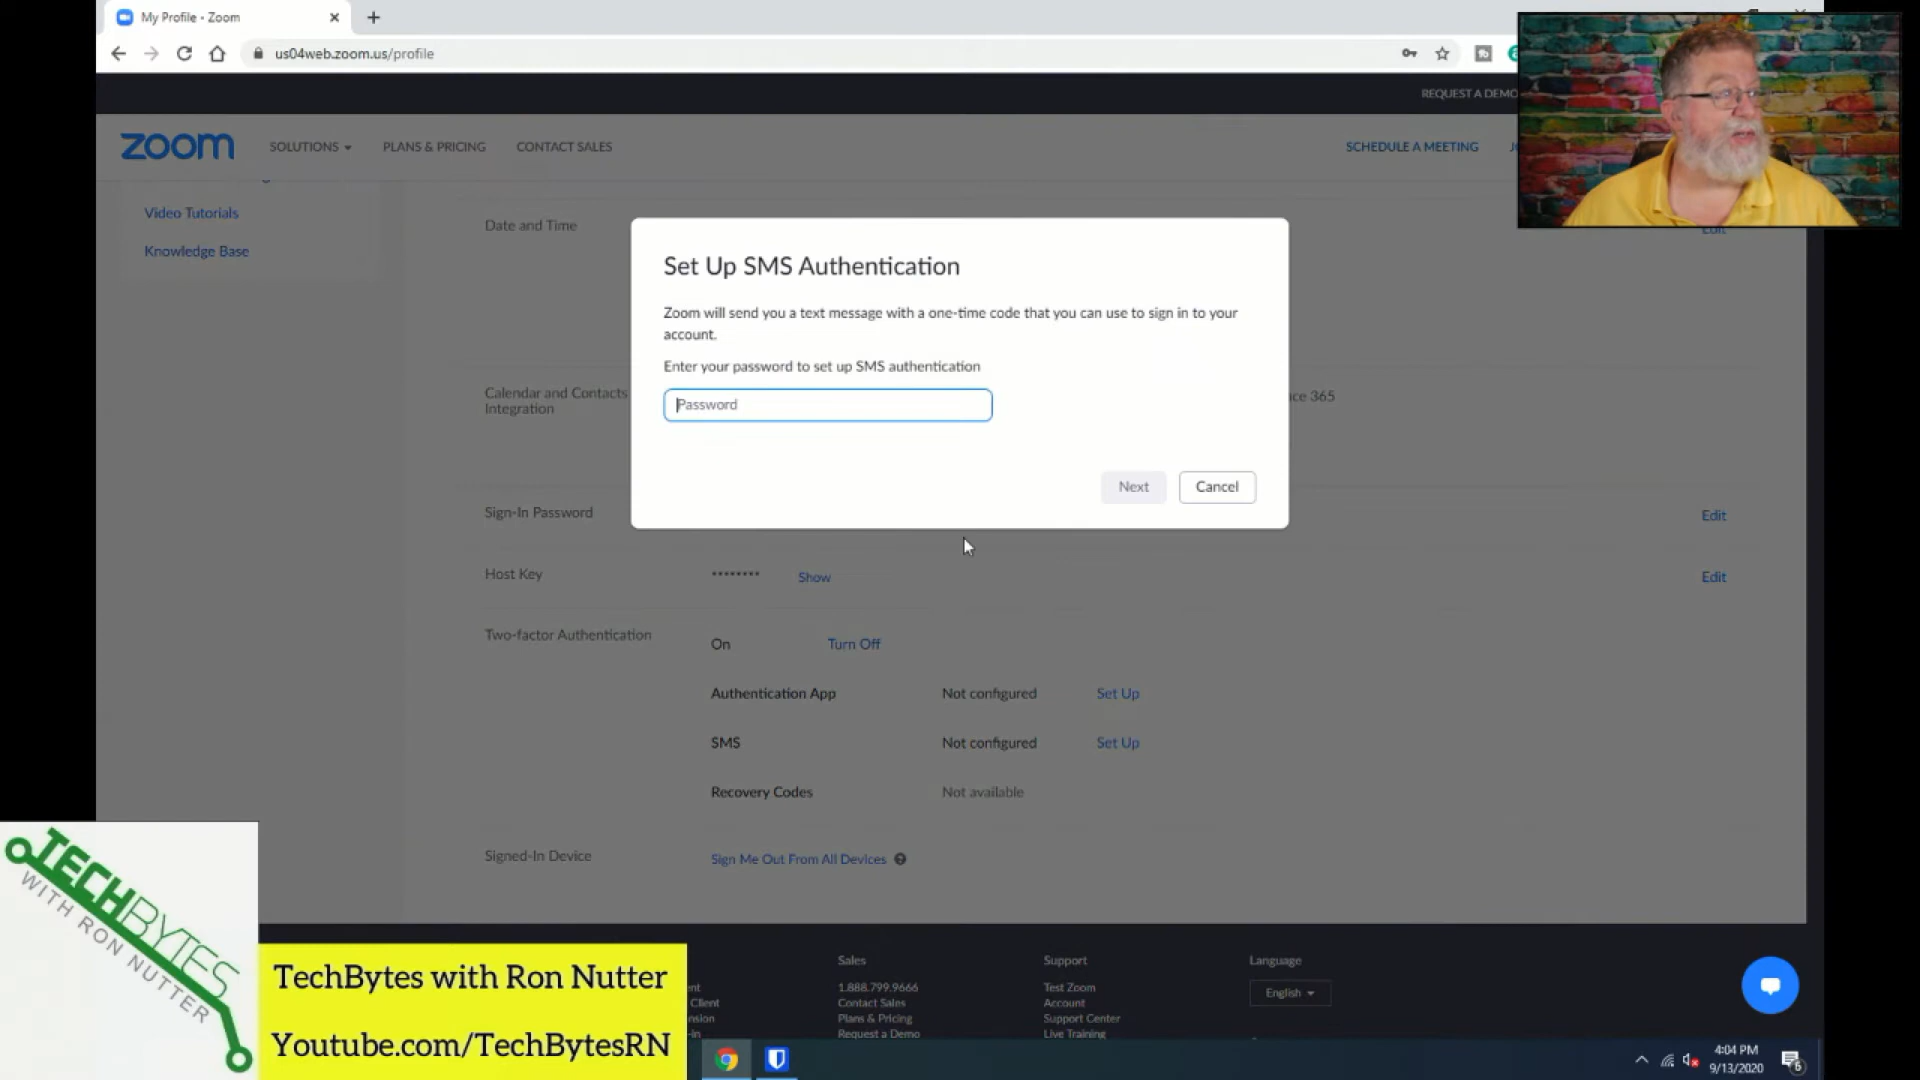 My Profile - Zoom
us04web.zoom.us/profile
REQUEST A DEMO
zoom
SOLUTIONS
PLANS & PRICING
CONTACT SALES
SCHEDULE A MEETING
Video Tutorials
Knowledge Base
Date and Time
Edit
Set Up SMS Authentication
Zoom will send you a text message with a one-time code that you can use to sign in to your
account.
Enter your password to set up SMS authentication
Password
Next
Cancel
Calendar and Contacts
Integration
365
Sign-In Password
Edit
Host Key
********
Show
Edit
Two-factor Authentication
On
Turn Off
Authentication App
Not configured
Set Up
SMS
Not configured
Set Up
Recovery Codes
Not available
Signed-In Device
Sign Me Out From All Devices
Sales
1.888.799.9666
Contact Sales
Plans & Pricing
Request a Demo
Support
Test Zoom
Account
Support Center
Live Training
Language
English
Client
TECHBYTES
WITH RON NUTTER
TechBytes with Ron Nutter
Youtube.com/TechBytesRN
4:04 PM
9/13/2020
6